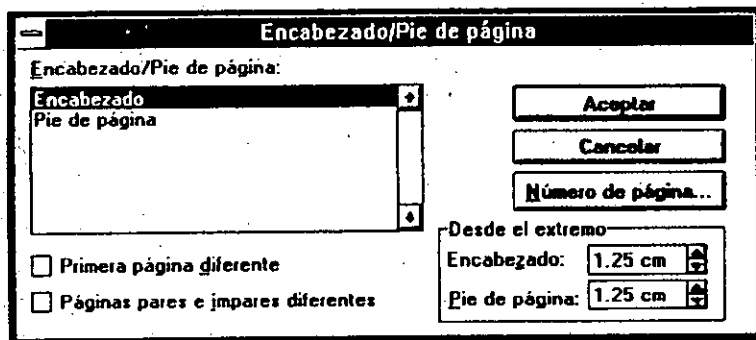 Encabezado/Pie de página
Encabezado/Pie de página:
Encabezado
Pie de página
Aceptar
Cancelar
Número de página...
Desde el extremo
Encabezado: 1.25 cm
Pie de página: 1.25 cm
Primera página diferente
Páginas pares e impares diferentes